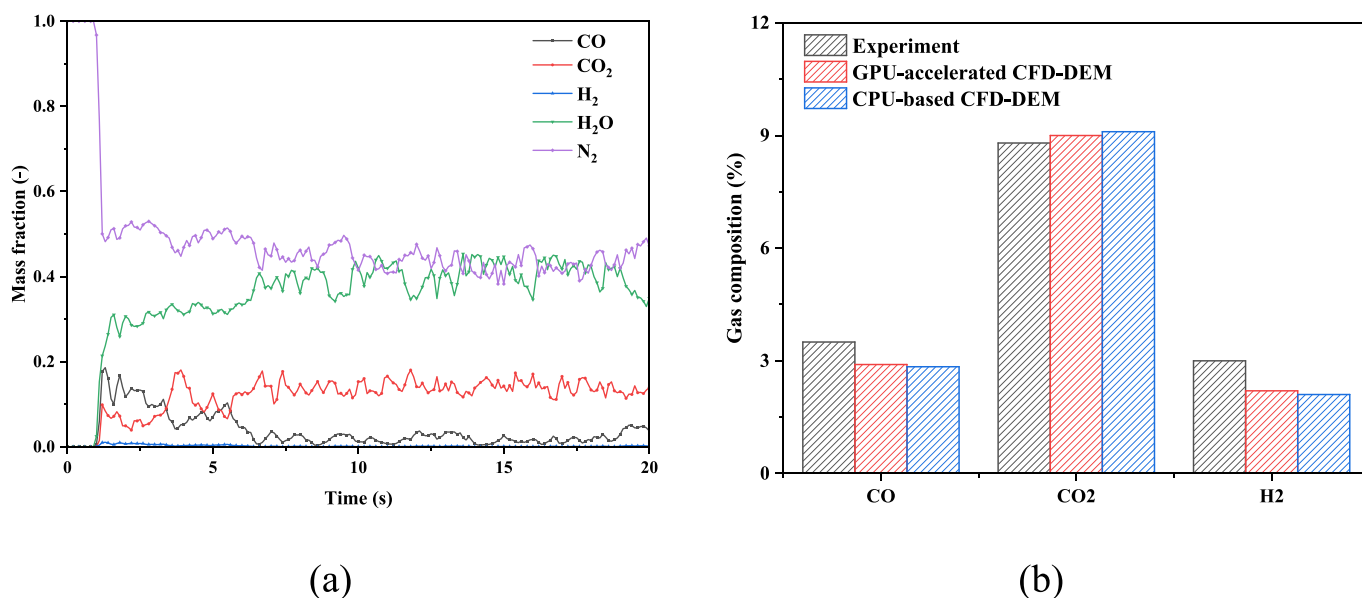 1.0
0.8
0.6
0.4
0.2
0.0
Mass fraction (-)
CO
CO₂
H₂
H₂O
N₂
0 5 10 15 20
Time (s)
(a)
12
9
6
3
0
Gas composition (%)
Experiment
GPU-accelerated CFD-DEM
CPU-based CFD-DEM
CO CO2 H2
(b)